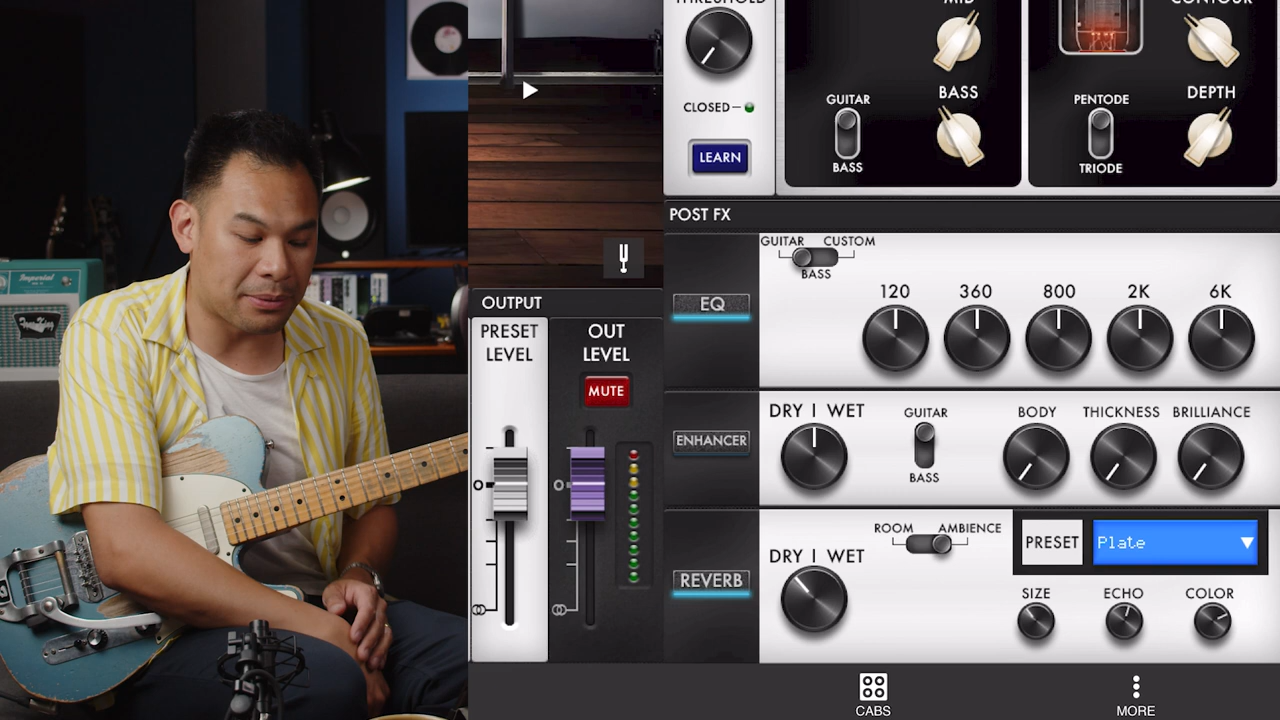 THRESHOLD
CLOSED
LEARN
MID
GUITAR
BASS
BASS
CONTOUR
PENTODE
TRIODE
DEPTH
POST FX
EQ
GUITAR CUSTOM
BASS
120 360 800 2K 6K
OUTPUT
PRESET
LEVEL
OUT
LEVEL
MUTE
ENHANCER
DRY | WET
GUITAR
BASS
BODY THICKNESS BRILLIANCE
REVERB
DRY | WET
ROOM AMBIENCE
PRESET Plate
SIZE ECHO COLOR
CABS
MORE
Imperial